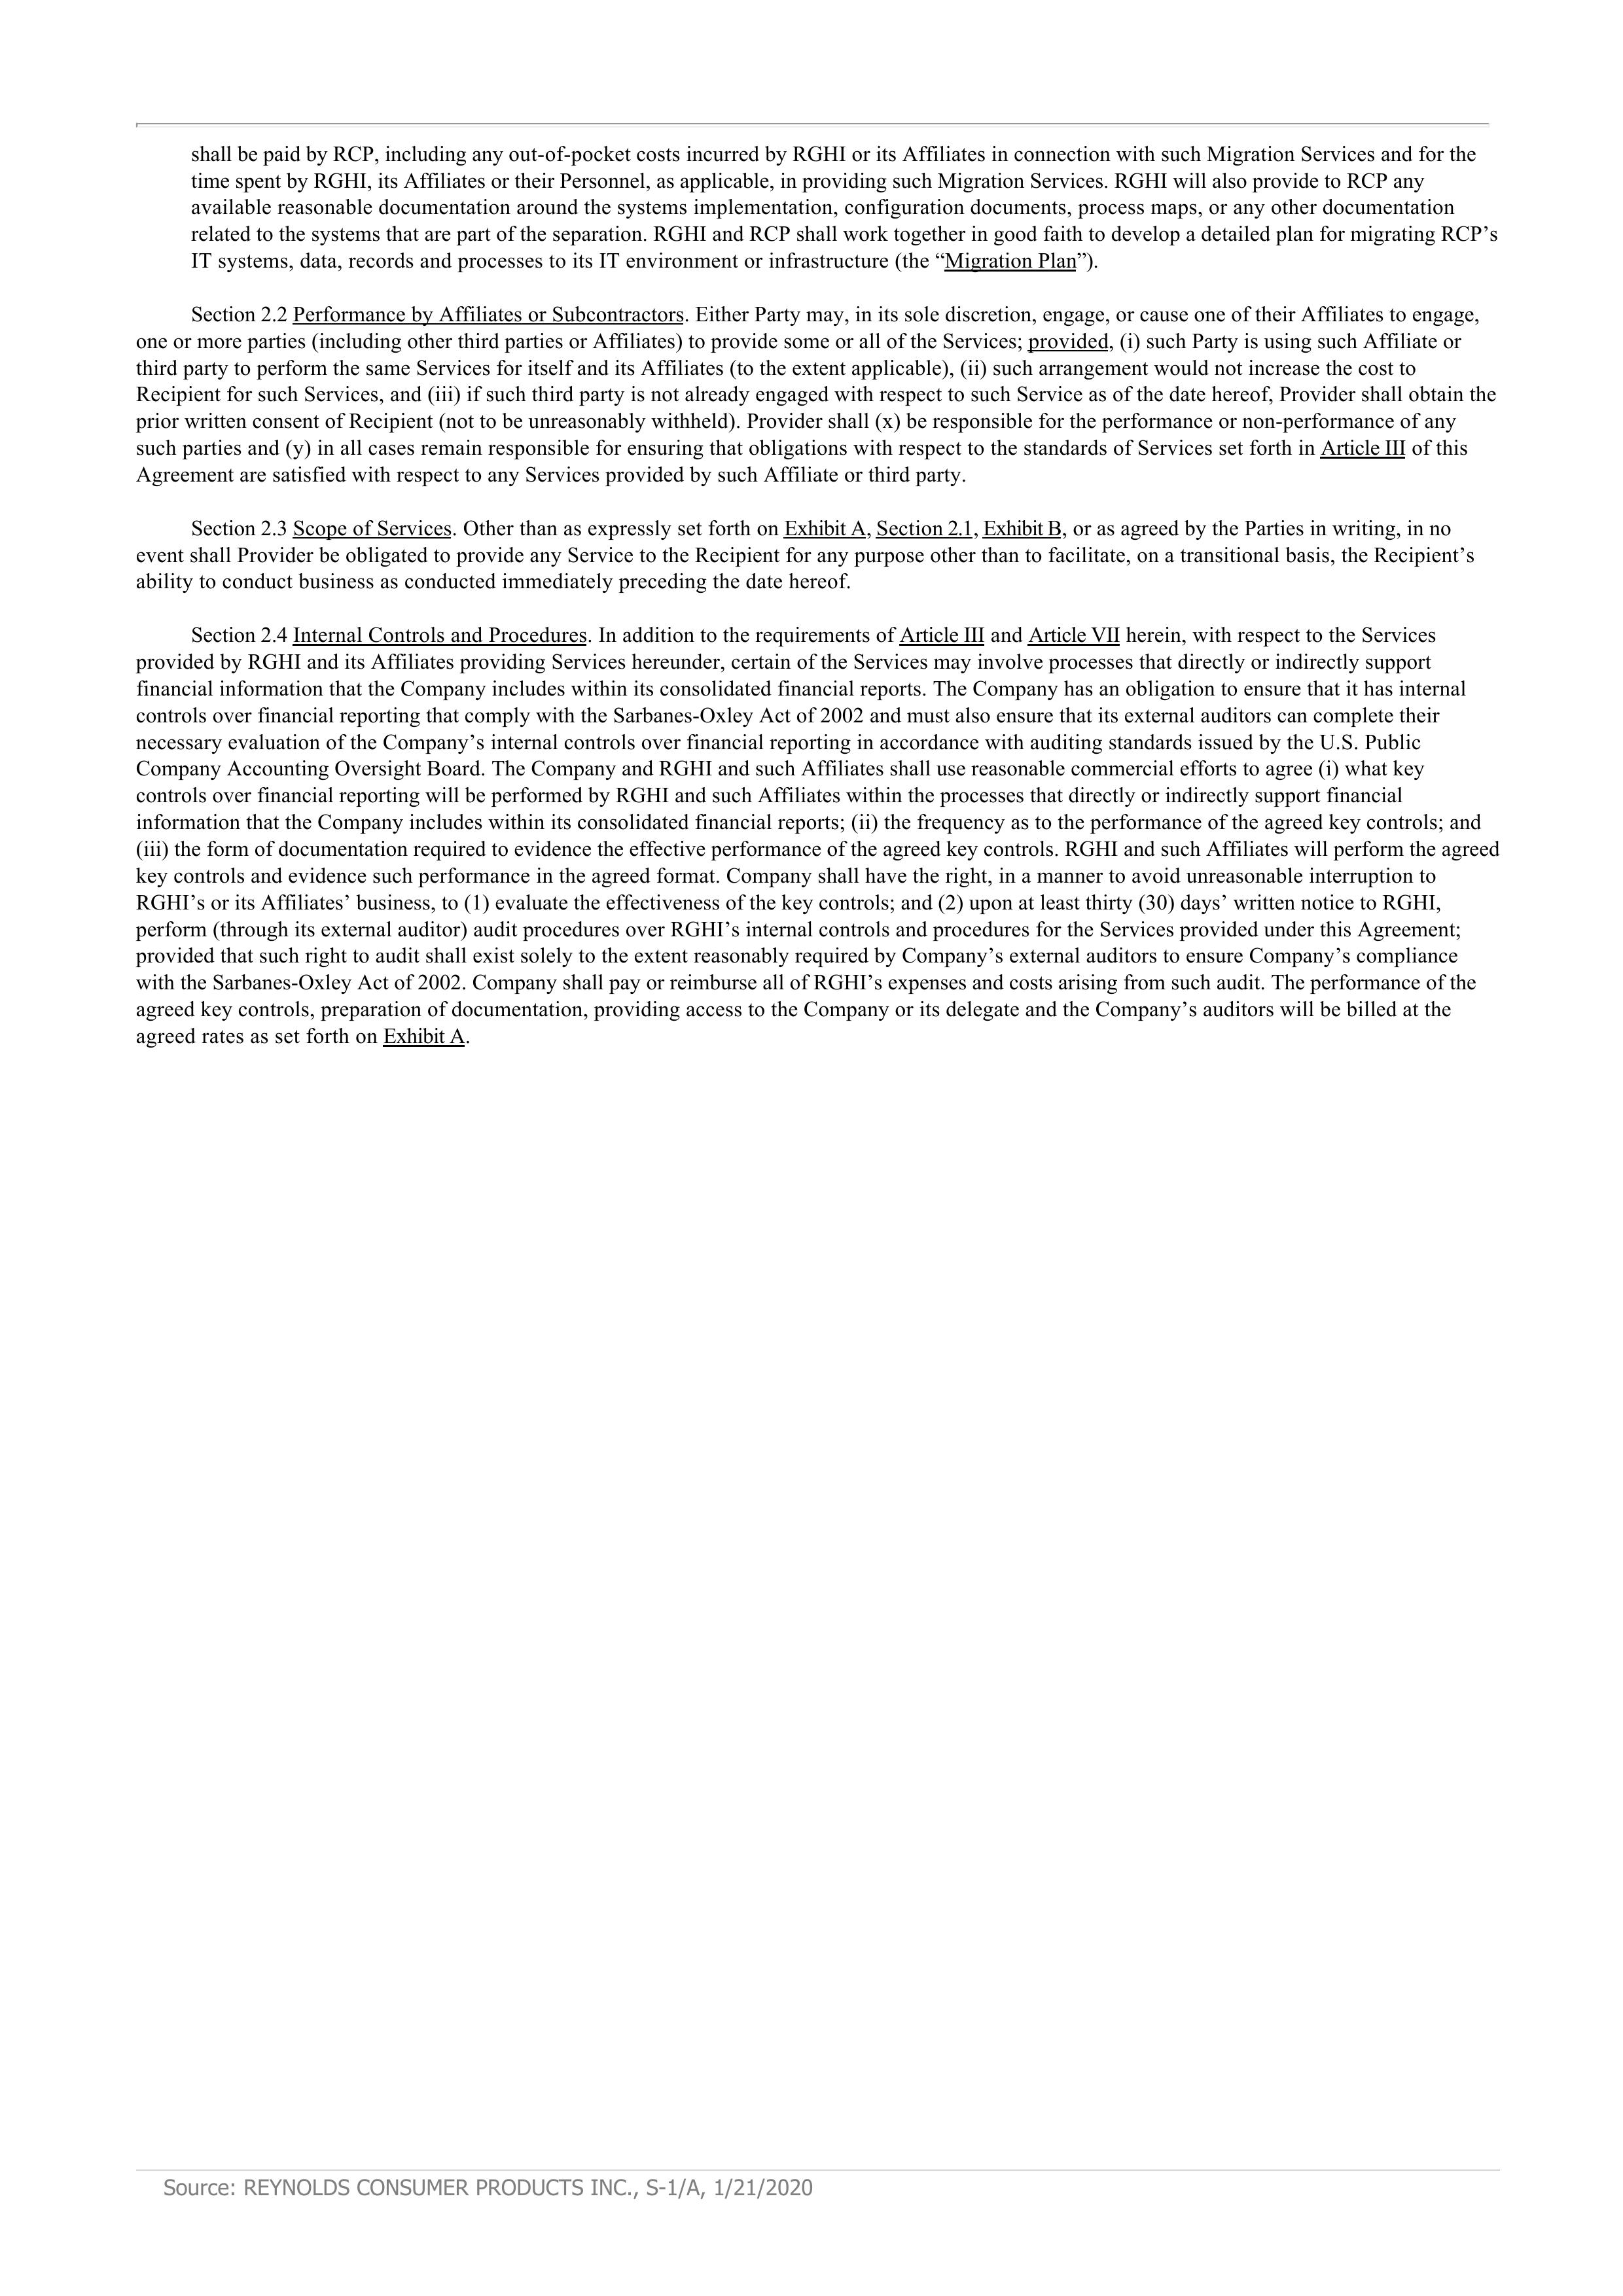 shall be paid by RCP, including any out-of-pocket costs incurred by RGHI or its Affiliates in connection with such Migration Services and for the
time spent by RGHI, its Affiliates or their Personnel, as applicable, in providing such Migration Services. RGHI will also provide to RCP any
available reasonable documentation around the systems implementation, configuration documents, process maps, or any other documentation
related to the systems that are part of the separation. RGHI and RCP shall work together in good faith to develop a detailed plan for migrating RCP’s
IT systems, data, records and processes to its IT environment or infrastructure (the “Migration Plan”).
Section 2.2 Performance by Affiliates or Subcontractors. Either Party may, in its sole discretion, engage, or cause one of their Affiliates to engage,
one or more parties (including other third parties or Affiliates) to provide some or all of the Services; provided, (i) such Party is using such Affiliate or
third party to perform the same Services for itself and its Affiliates (to the extent applicable), (ii) such arrangement would not increase the cost to
Recipient for such Services, and (iii) if such third party is not already engaged with respect to such Service as of the date hereof, Provider shall obtain the
prior written consent of Recipient (not to be unreasonably withheld). Provider shall (x) be responsible for the performance or non-performance of any
such parties and (y) in all cases remain responsible for ensuring that obligations with respect to the standards of Services set forth in Article III of this
Agreement are satisfied with respect to any Services provided by such Affiliate or third party.
Section 2.3 Scope of Services. Other than as expressly set forth on Exhibit A, Section 2.1, Exhibit B, or as agreed by the Parties in writing, in no
event shall Provider be obligated to provide any Service to the Recipient for any purpose other than to facilitate, on a transitional basis, the Recipient’s
ability to conduct business as conducted immediately preceding the date hereof.
Section 2.4 Internal Controls and Procedures. In addition to the requirements of Article III and Article VII herein, with respect to the Services
provided by RGHI and its Affiliates providing Services hereunder, certain of the Services may involve processes that directly or indirectly support
financial information that the Company includes within its consolidated financial reports. The Company has an obligation to ensure that it has internal
controls over financial reporting that comply with the Sarbanes-Oxley Act of 2002 and must also ensure that its external auditors can complete their
necessary evaluation of the Company’s internal controls over financial reporting in accordance with auditing standards issued by the U.S. Public
Company Accounting Oversight Board. The Company and RGHI and such Affiliates shall use reasonable commercial efforts to agree (i) what key
controls over financial reporting will be performed by RGHI and such Affiliates within the processes that directly or indirectly support financial
information that the Company includes within its consolidated financial reports; (ii) the frequency as to the performance of the agreed key controls; and
(iii) the form of documentation required to evidence the effective performance of the agreed key controls. RGHI and such Affiliates will perform the agreed
key controls and evidence such performance in the agreed format. Company shall have the right, in a manner to avoid unreasonable interruption to
RGHI’s or its Affiliates’ business, to (1) evaluate the effectiveness of the key controls; and (2) upon at least thirty (30) days’ written notice to RGHI,
perform (through its external auditor) audit procedures over RGHI’s internal controls and procedures for the Services provided under this Agreement;
provided that such right to audit shall exist solely to the extent reasonably required by Company’s external auditors to ensure Company’s compliance
with the Sarbanes-Oxley Act of 2002. Company shall pay or reimburse all of RGHI’s expenses and costs arising from such audit. The performance of the
agreed key controls, preparation of documentation, providing access to the Company or its delegate and the Company’s auditors will be billed at the
agreed rates as set forth on Exhibit A.
Source: REYNOLDS CONSUMER PRODUCTS INC., S-1/A, 1/21/2020